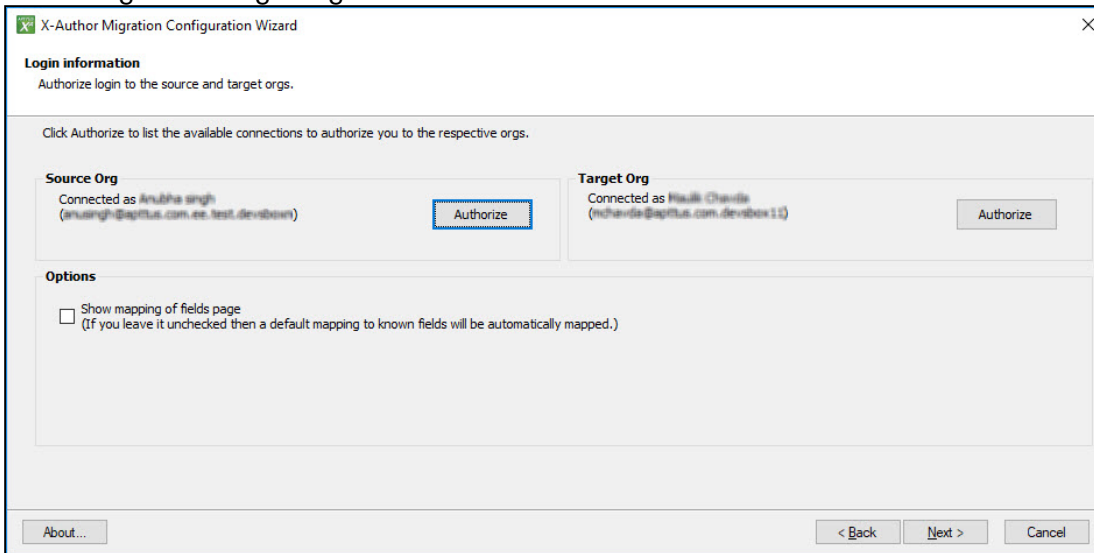 X-Author Migration Configuration Wizard
Login information
Authorize login to the source and target orgs.
Click Authorize to list the available connections to authorize you to the respective orgs.
Source Org
Connected as
Authorize
Target Org
Connected as
Authorize
Options
Show mapping of fields page
(If you leave it unchecked then a default mapping to known fields will be automatically mapped.)
About...
< Back
Next >
Cancel